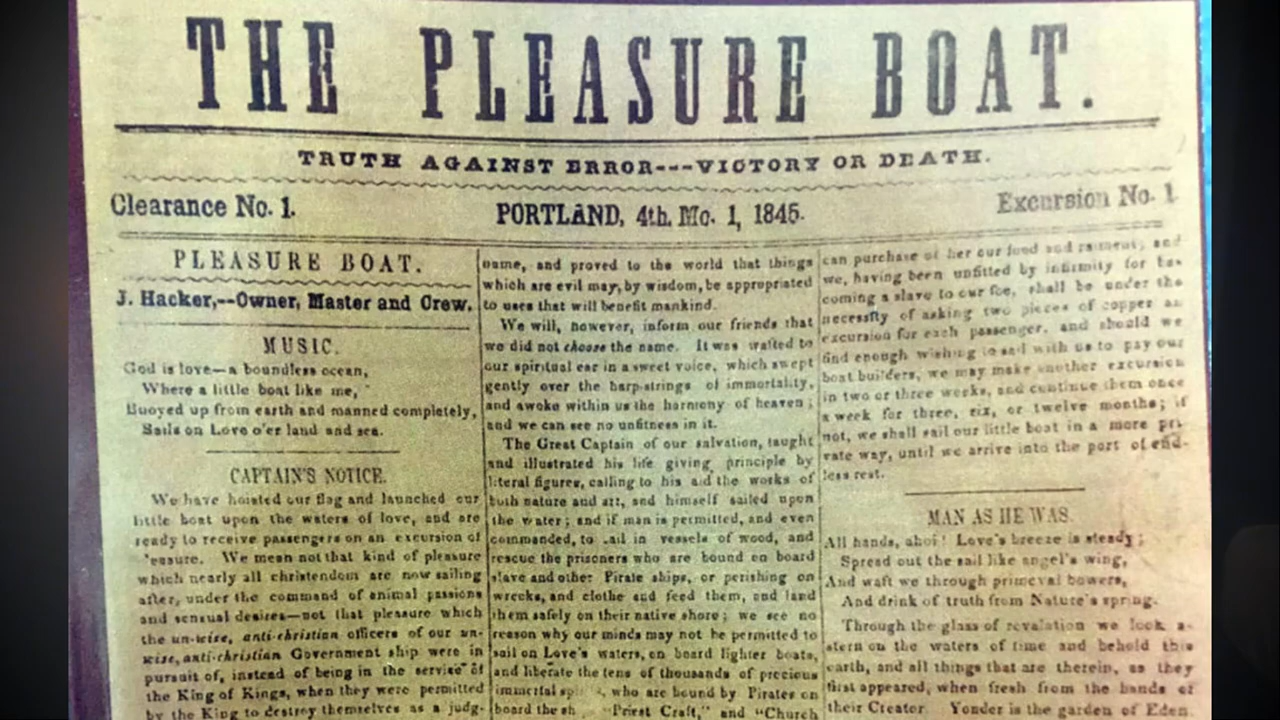 THE PLEASURE BOAT.
TRUTH AGAINST ERROR---VICTORY OR DEATH.
Clearance No. 1.
PORTLAND, 4th. Mo. 1, 1845.
Excursion No. 1
PLEASURE BOAT.
J. Hacker,--Owner, Master and Crew.
MUSIC.
God is love—a boundless ocean,
Where a little boat like me,
Buoyed up from earth and manned completely,
Sails on Love o'er land and sea.
CAPTAIN'S NOTICE.
We have hoisted our flag and launched our
little boat upon the waters of love, and are
ready to receive passengers on an excursion of
'easure. We mean not that kind of pleasure
which nearly all christendom are now sailing
after, under the command of animal passions
and sensual desires—not that pleasure which
the un-wise, anti-christian officers of our un-
wise, anti-christian Government ship were in
pursuit of, instead of being in the service of
the King of Kings, when they were permitted
by the King to destroy themselves as a judg-
name, and proved to the world that things
which are evil may, by wisdom, be appropriated
to uses that will benefit mankind.
We will, however, inform our friends that
we did not choose the name. It was wafted to
our spiritual ear in a sweet voice, which swept
gently over the harp-strings of immortality,
and awoke within us the harmony of heaven;
and we can see no unfitness in it.
The Great Captain of our salvation, taught
and illustrated his life giving principle by
literal figures, calling to his aid the works of
both nature and art, and himself sailed upon
the water; and if man is permitted, and even
commanded, to sail in vessels of wood, and
rescue the prisoners who are bound on board
slave and other Pirate ships, or perishing on
wrecks, and clothe and feed them, and land
them safely on their native shore; we see no
reason why our minds may not be permitted to
sail on Love's waters, on board lighter boats,
and liberate the tens of thousands of precious
immortal who are bound by Pirates on
board the sh "Priest Craft," and "Church
can purchase of her our food and raiment; and
we, having been unfitted by infirmity for be-
coming a slave to our foe, shall be under the
necessity of asking two pieces of copper an
excursion for each passenger, and should we
find enough wishing to sail with us to pay our
boat builders, we may make another excursion
in two or three weeks, and continue them once
a week for three, six, or twelve months; if
not, we shall sail our little boat in a more pri-
vate way, until we arrive into the port of end-
less rest.
MAN AS HE WAS.
All hands, ahoi! Love's breeze is steady;
Spread out the sail like angel's wing,
And waft we through primeval bowers,
And drink of truth from Nature's spring.
Through the glass of revelation we look a-
stern on the waters of time and behold this
earth, and all things that are therein, as they
first appeared, when fresh from the hands of
their Creator. Yonder is the garden of Eden.